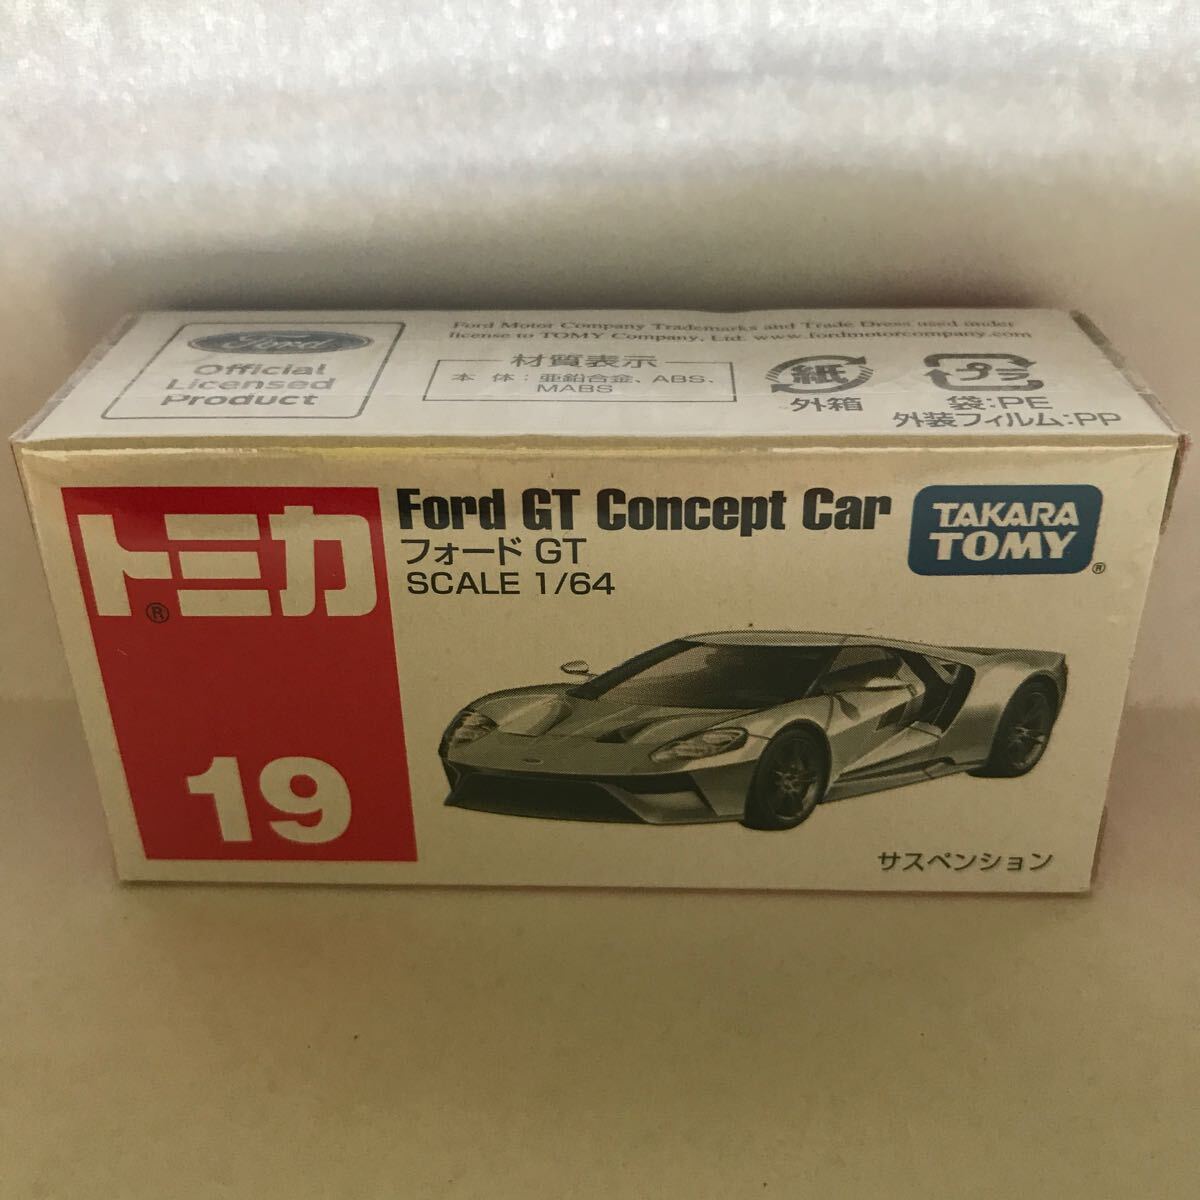 Ford
Official
Licensed
Product
Ford Motor Company Trademarks and Trade Dress used under
license to TOMY Company, Ltd. www.fordmotorcompany.com
材質表示
本 体:亜鉛合金、ABS、
MABS
紙
外箱
プラ
袋:PE
外装フィルム:PP
トミカ®
19
Ford GT Concept Car
フォード GT
SCALE 1/64
TAKARA
TOMY®
サスペンション